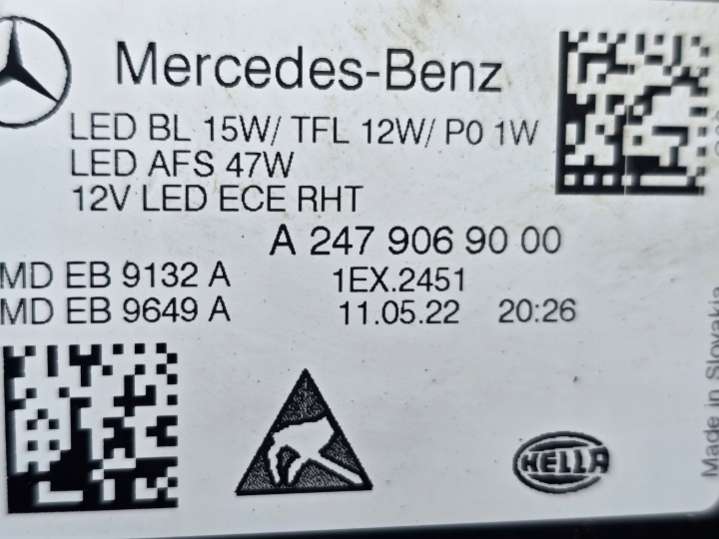 Mercedes-Benz
LED BL 15W/ TFL 12W/ P0 1W
LED AFS 47W
12V LED ECE RHT
A 247 906 90 00
MD EB 9132 A 1EX.2451
MD EB 9649 A 11.05.22 20:26
Made in Slovakia
HELLA